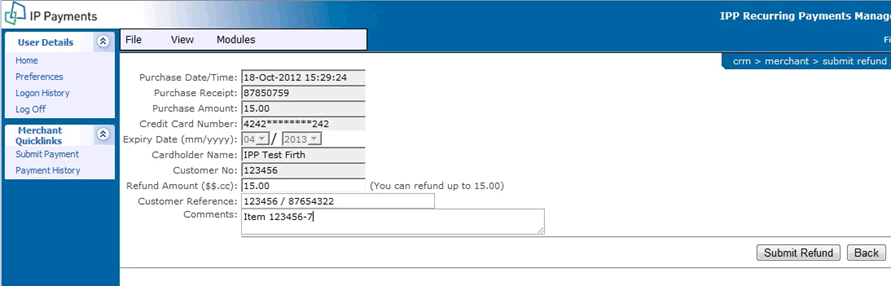 IP Payments
IPP Recurring Payments Manage
User Details
File View Modules
Fi
Home
Preferences
Logon History
Log Off
crm > merchant > submit refund
Merchant Quicklinks
Submit Payment
Payment History
Purchase Date/Time: 18-Oct-2012 15:29:24
Purchase Receipt: 87850759
Purchase Amount: 15.00
Credit Card Number: 4242********242
Expiry Date (mm/yyyy): 04 / 2013
Cardholder Name: IPP Test Firth
Customer No: 123456
Refund Amount ($$.cc): 15.00 (You can refund up to 15.00)
Customer Reference: 123456 / 87654322
Comments: Item 123456-7
Submit Refund Back